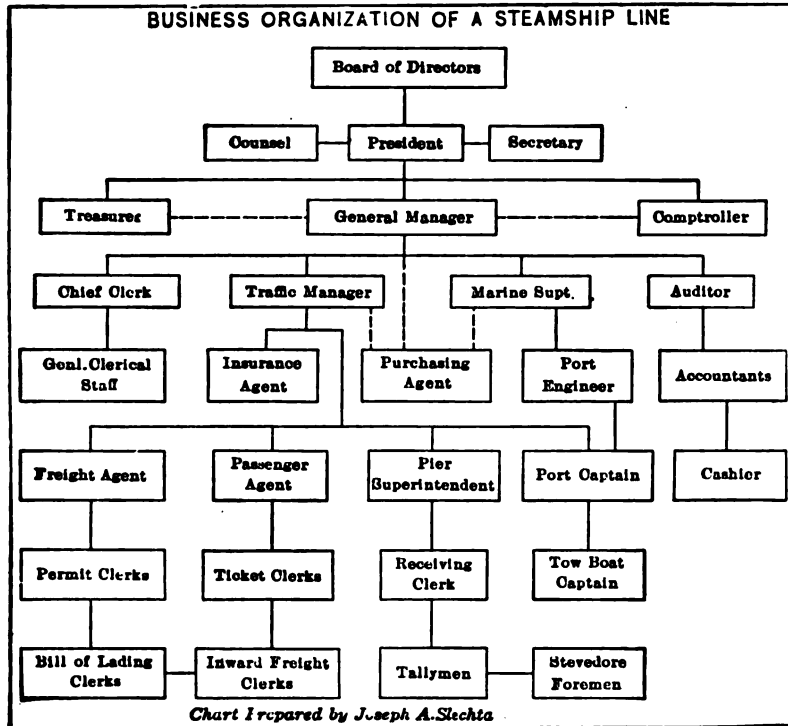 BUSINESS ORGANIZATION OF A STEAMSHIP LINE
Board of Directors
Counsel
President
Secretary
Treasurer
General Manager
Comptroller
Chief Clerk
Traffic Manager
Marine Supt.
Auditor
Genl. Clerical
Staff
Insurance
Agent
Purchasing
Agent
Port
Engineer
Accountants
Freight Agent
Passenger
Agent
Pier
Superintendent
Port Captain
Cashier
Permit Clerks
Ticket Clerks
Receiving
Clerk
Tow Boat
Captain
Bill of Lading
Clerks
Inward Freight
Clerks
Tallymen
Stevedore
Foremen
Chart Prepared by Joseph A. Slechta